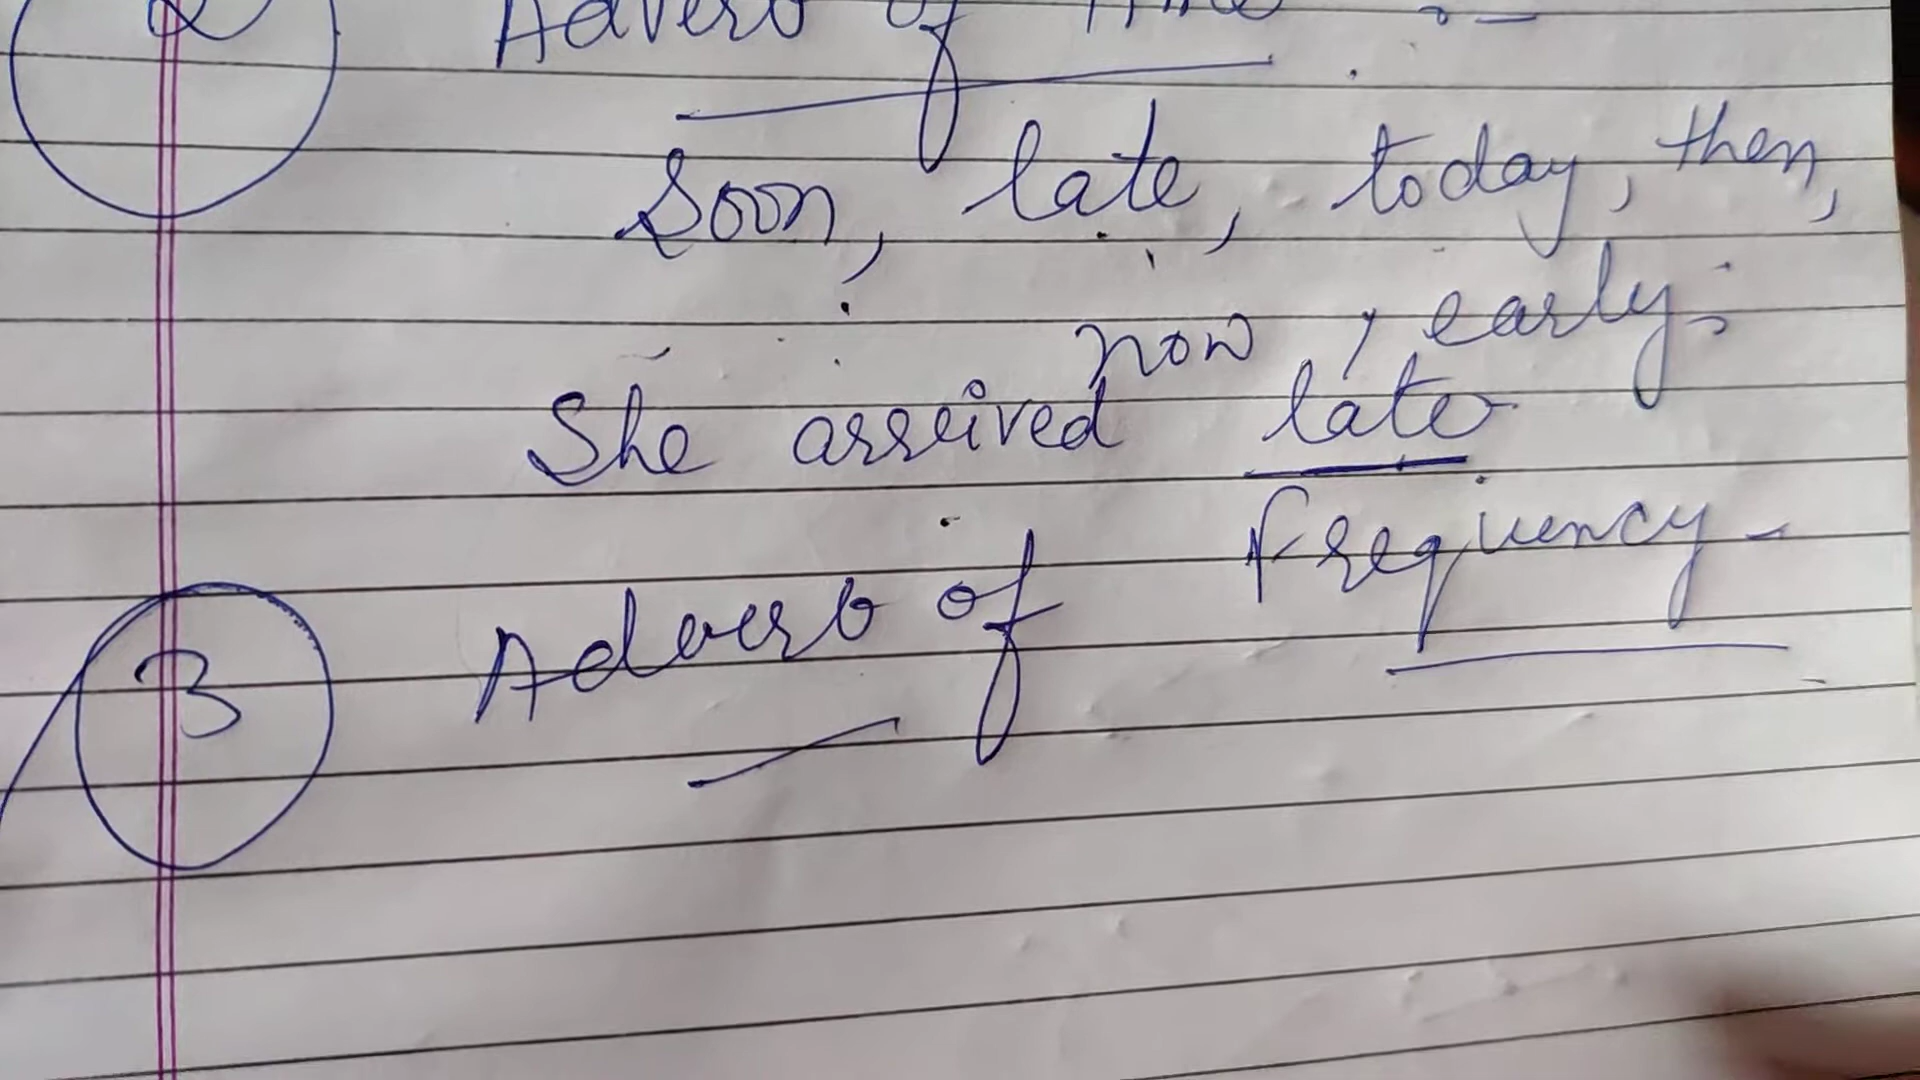 2 Adverb of Time :-
Soon, late, today, then,
now, early.
She arrived late
3 Adverb of frequency -